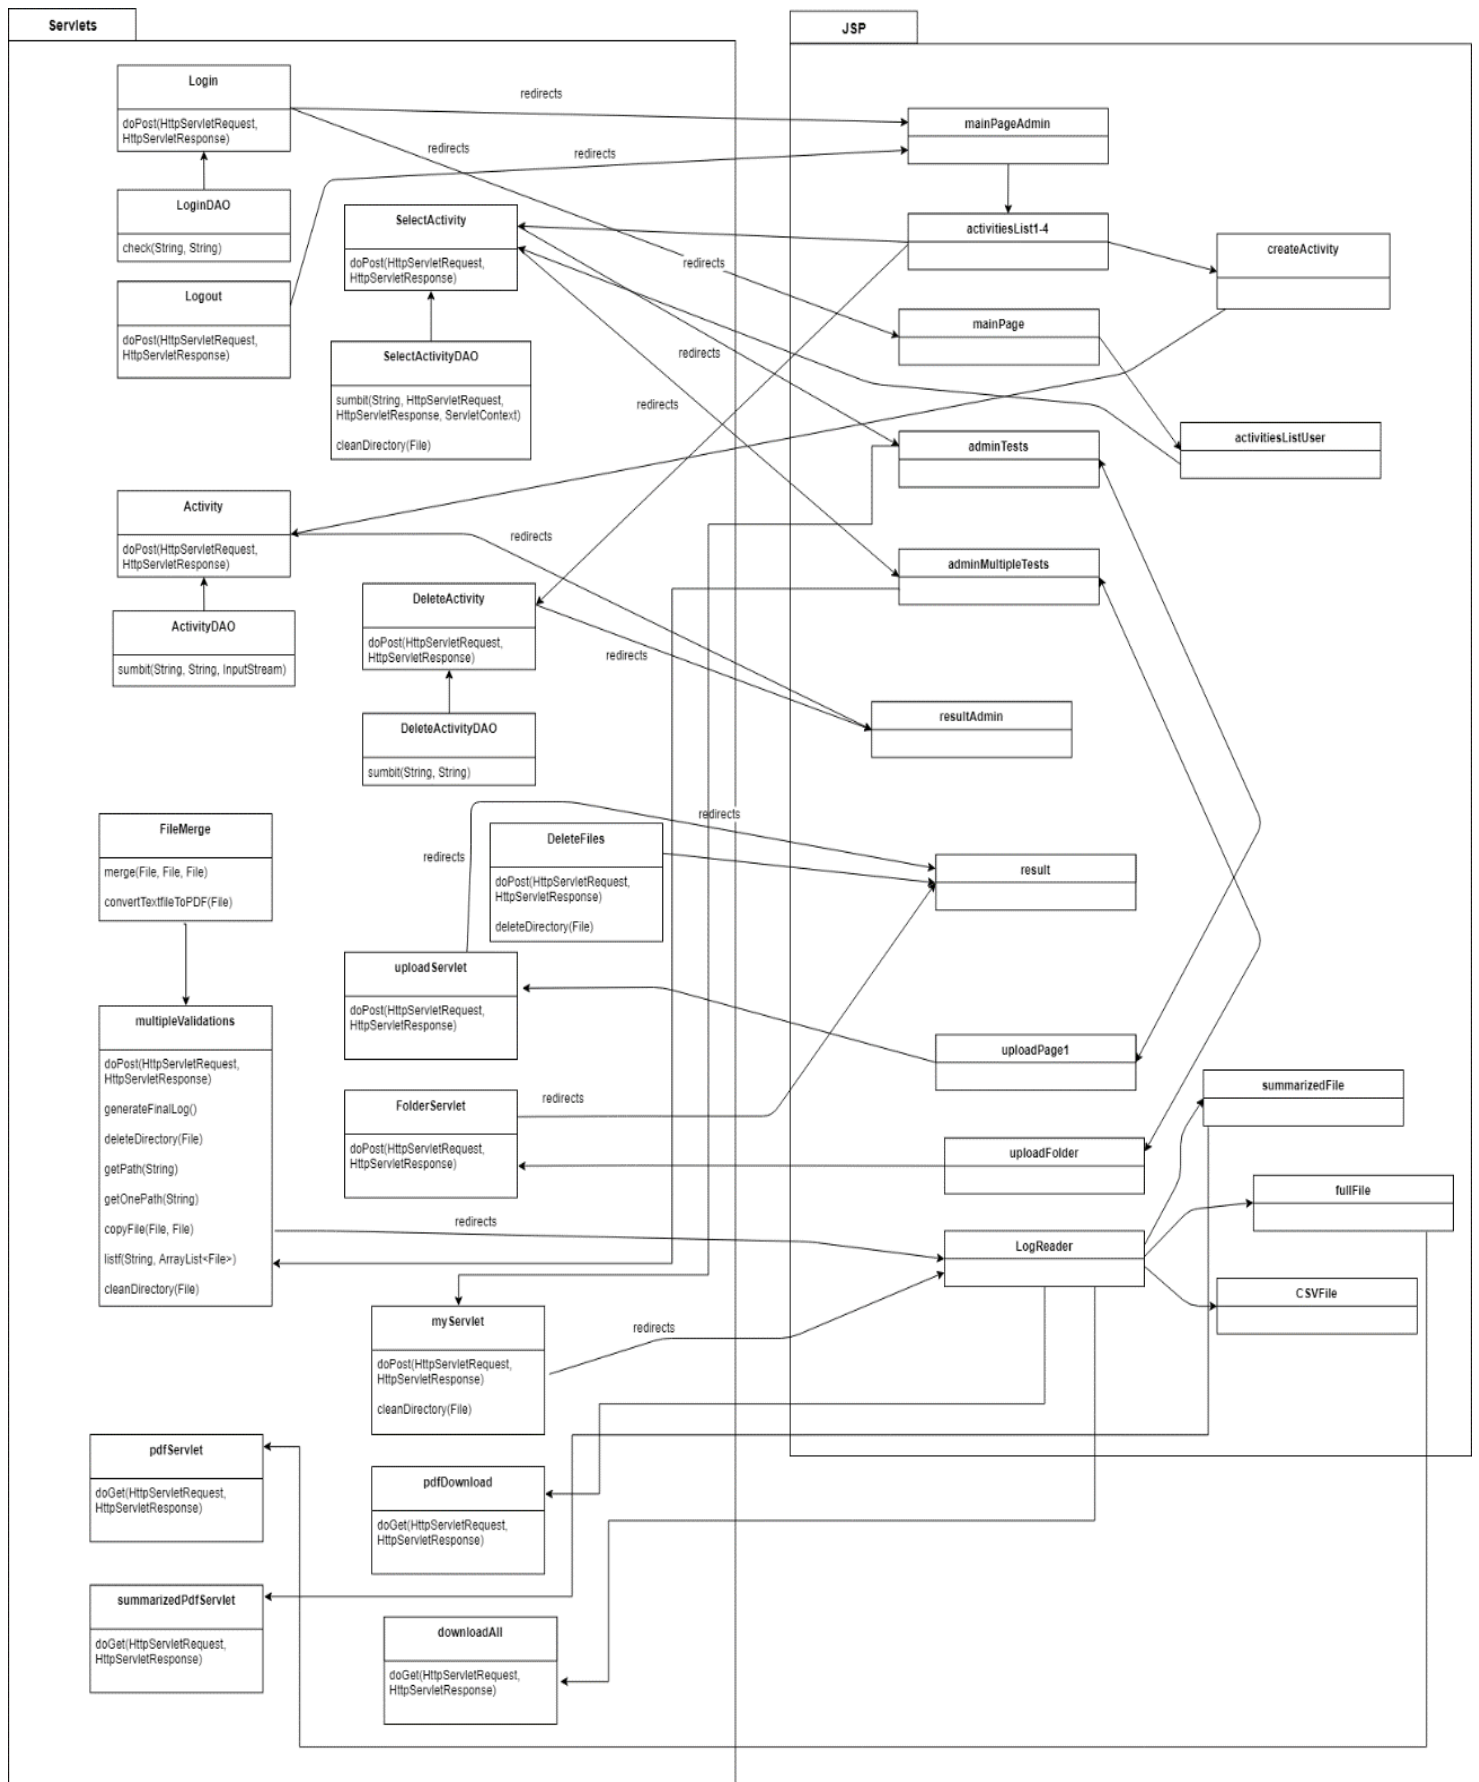 Servlets
JSP
Login
doPost(HttpServletRequest,
HttpServletResponse)
LoginDAO
check(String, String)
Logout
doPost(HttpServletRequest,
HttpServletResponse)
SelectActivity
doPost(HttpServletRequest,
HttpServletResponse)
SelectActivityDAO
sumbit(String, HttpServletRequest,
HttpServletResponse, ServletContext)
cleanDirectory(File)
redirects
redirects
redirects
redirects
redirects
redirects
mainPageAdmin
activitiesList1-4
createActivity
mainPage
activitiesListUser
adminTests
adminMultipleTests
Activity
doPost(HttpServletRequest,
HttpServletResponse)
ActivityDAO
sumbit(String, String, InputStream)
redirects
DeleteActivity
doPost(HttpServletRequest,
HttpServletResponse)
redirects
DeleteActivityDAO
sumbit(String, String)
resultAdmin
FileMerge
merge(File, File, File)
convertTextfileToPDF(File)
redirects
redirects
DeleteFiles
doPost(HttpServletRequest,
HttpServletResponse)
deleteDirectory(File)
result
uploadServlet
doPost(HttpServletRequest,
HttpServletResponse)
multipleValidations
doPost(HttpServletRequest,
HttpServletResponse)
generateFinalLog()
deleteDirectory(File)
getPath(String)
getOnePath(String)
copyFile(File, File)
listf(String, ArrayList<File>)
cleanDirectory(File)
FolderServlet
doPost(HttpServletRequest,
HttpServletResponse)
redirects
redirects
uploadPage1
summarizedFile
uploadFolder
fullFile
LogReader
CSVFile
myServlet
doPost(HttpServletRequest,
HttpServletResponse)
cleanDirectory(File)
redirects
pdfServlet
doGet(HttpServletRequest,
HttpServletResponse)
pdfDownload
doGet(HttpServletRequest,
HttpServletResponse)
summarizedPdfServlet
doGet(HttpServletRequest,
HttpServletResponse)
downloadAll
doGet(HttpServletRequest,
HttpServletResponse)